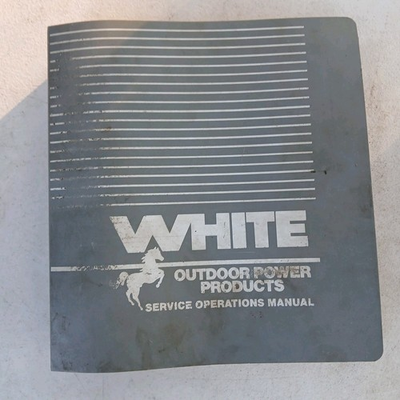 WHITE
OUTDOOR POWER
PRODUCTS
SERVICE OPERATIONS MANUAL